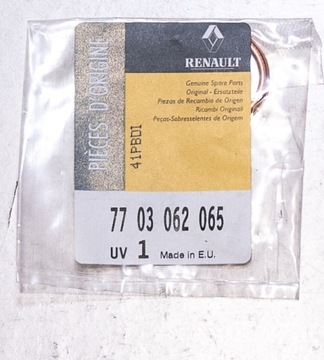 RENAULT
Genuine Spare Parts
Original - Ersatzteile
Piezas de Recambio de Origen
Ricambi Originali
Peças-Sobresselentes de Origem
PIÈCES D'ORIGINE
41PBDI
77 03 062 065
UV 1 Made in E.U.